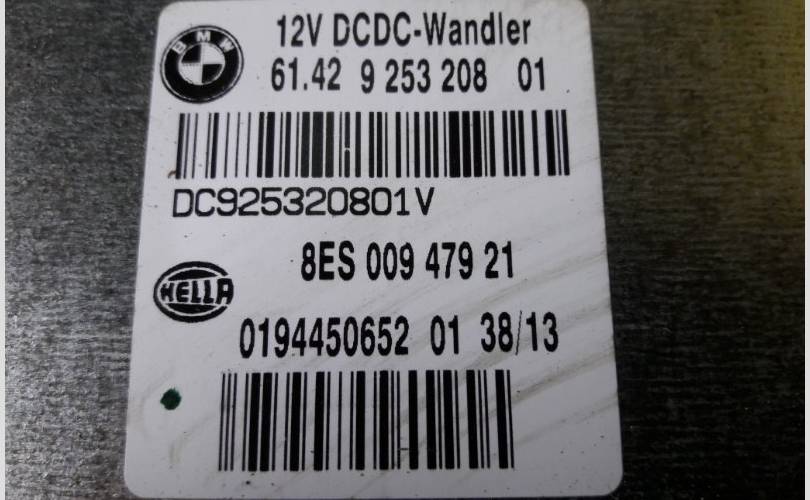 BMW
12V DCDC-Wandler
61.42 9 253 208 01
DC925320801V
8ES 009 479 21
HELLA
0194450652 01 38/13